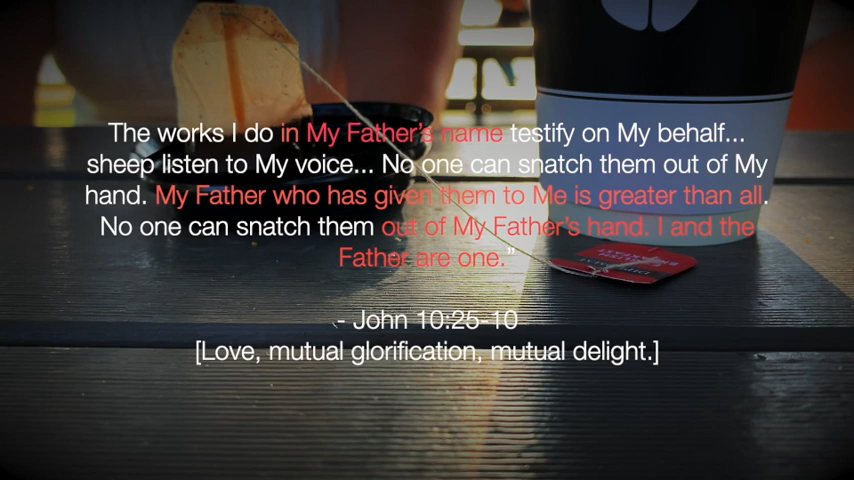 The works I do in My Father's name testify on My behalf...
sheep listen to My voice... No one can snatch them out of My
hand. My Father who has given them to Me is greater than all.
No one can snatch them out of My Father's hand. I and the
Father are one."
- John 10:25-10
[Love, mutual glorification, mutual delight.]